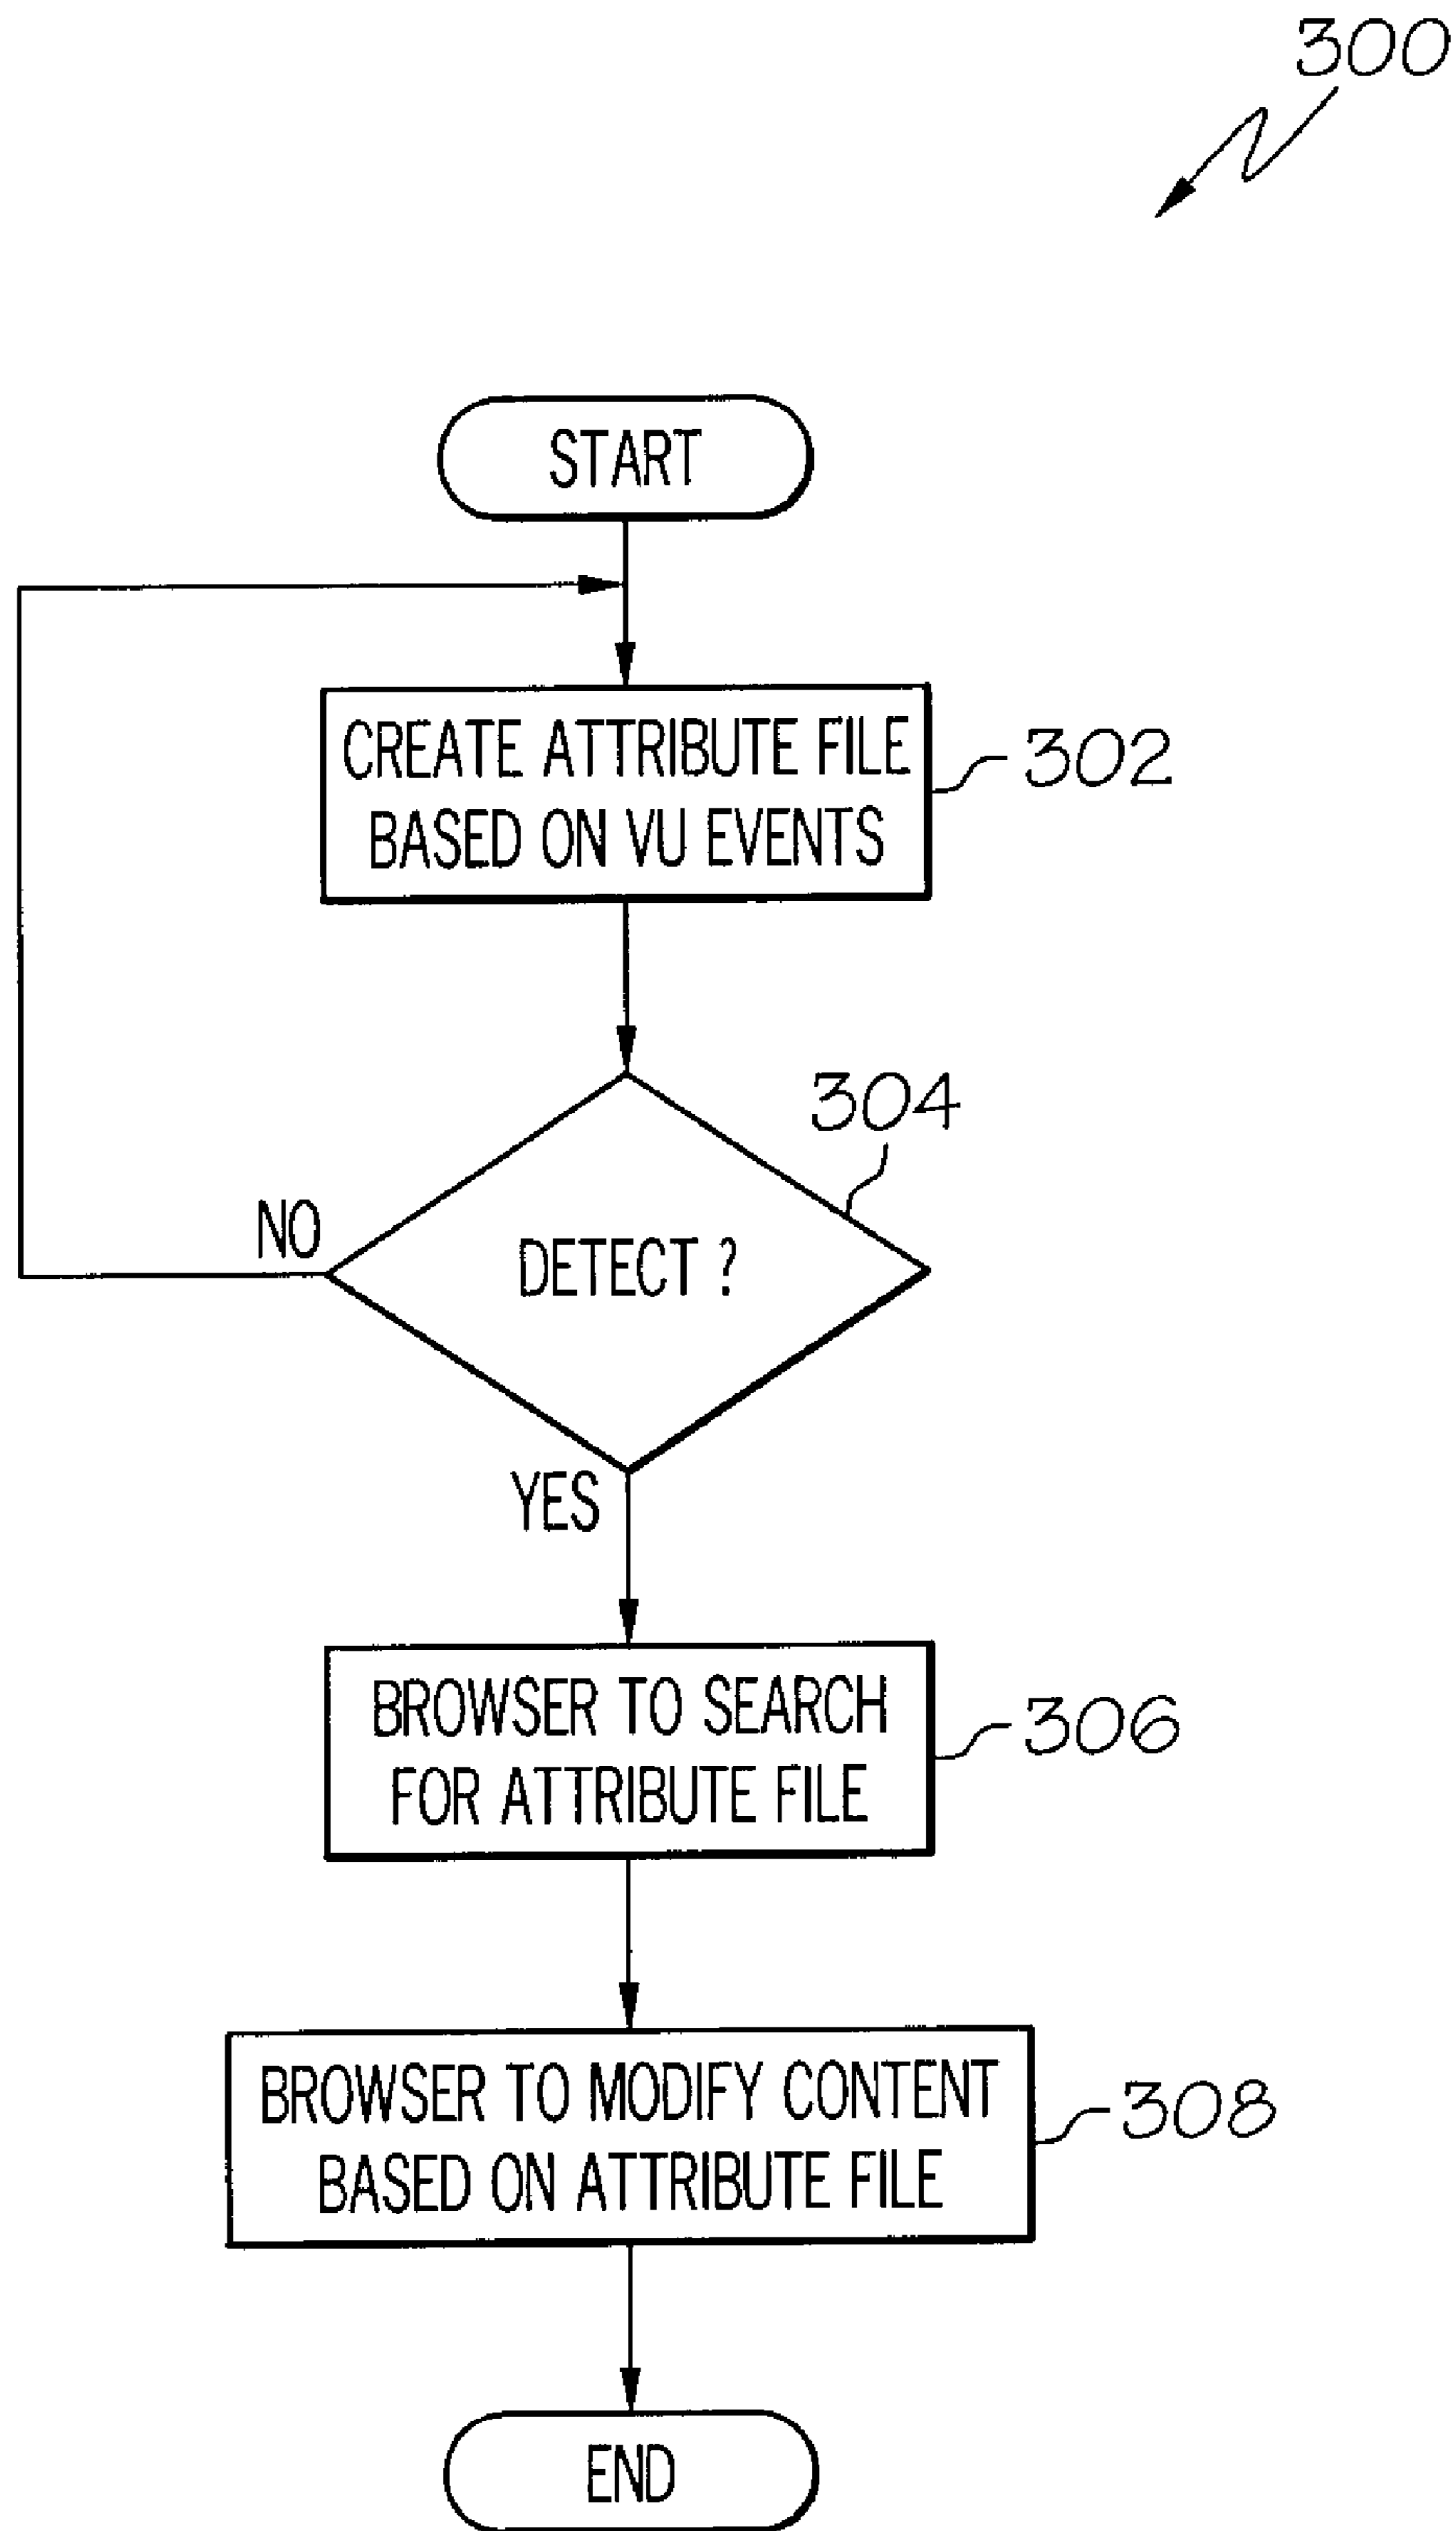 300
START
CREATE ATTRIBUTE FILE
BASED ON VU EVENTS
302
304
NO
DETECT ?
YES
BROWSER TO SEARCH
FOR ATTRIBUTE FILE
306
BROWSER TO MODIFY CONTENT
BASED ON ATTRIBUTE FILE
308
END